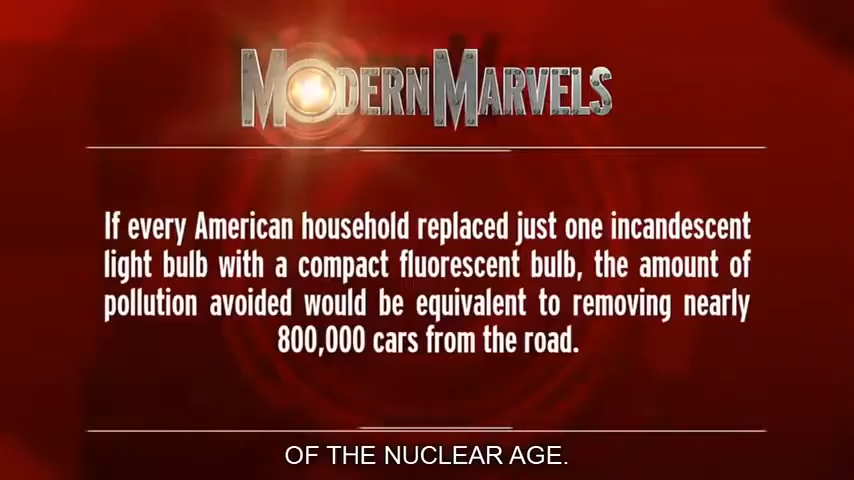 MODERN MARVELS
If every American household replaced just one incandescent
light bulb with a compact fluorescent bulb, the amount of
pollution avoided would be equivalent to removing nearly
800,000 cars from the road.
OF THE NUCLEAR AGE.